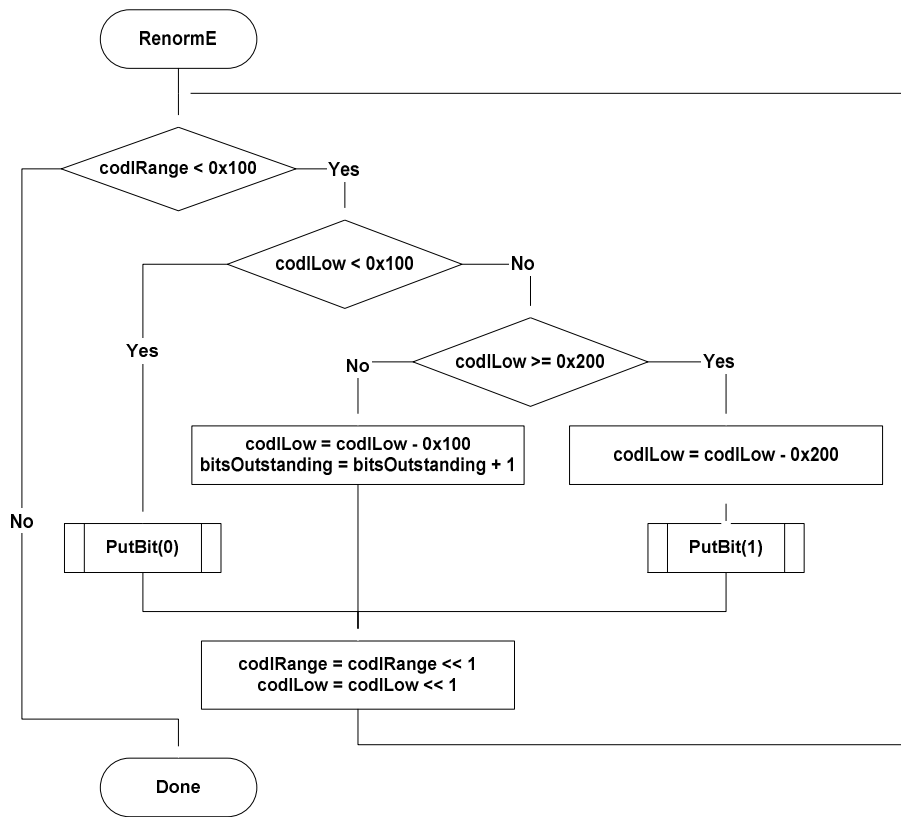 RenormE
codIRange < 0x100
Yes
codILow < 0x100
No
Yes
codILow >= 0x200
No
Yes
codILow = codILow - 0x100
bitsOutstanding = bitsOutstanding + 1
codILow = codILow - 0x200
No
PutBit(0)
PutBit(1)
codIRange = codIRange << 1
codILow = codILow << 1
Done